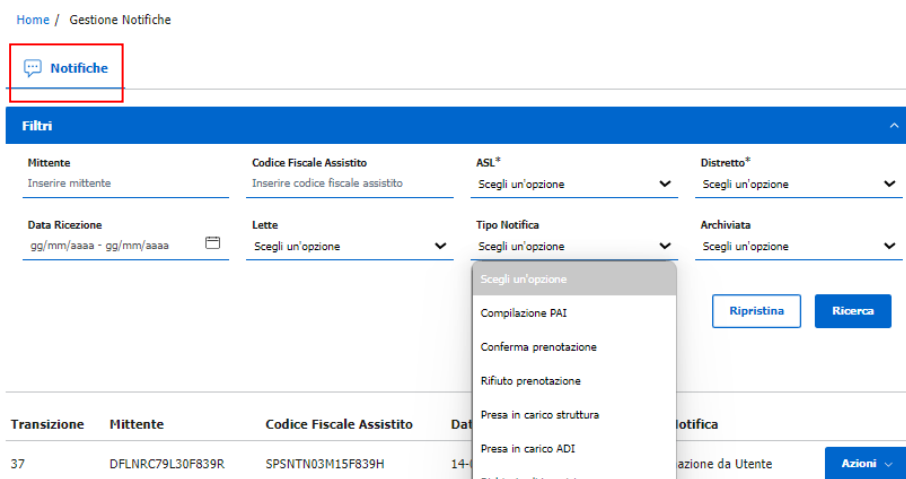 Home / Gestione Notifiche
Notifiche
Filtri
Mittente Codice Fiscale Assistito ASL* Distretto*
Inserire mittente Inserire codice fiscale assistito Scegli un'opzione Scegli un'opzione
Data Ricezione Lette Tipo Notifica Archiviata
gg/mm/aaaa - gg/mm/aaaa Scegli un'opzione Scegli un'opzione Scegli un'opzione
Scegli un'opzione
Compilazione PAI
Ripristina Ricerca
Conferma prenotazione
Rifiuto prenotazione
Presa in carico struttura
Transizione Mittente Codice Fiscale Assistito
Presa in carico ADI
37 DFLNRC79L30F839R SPSNTN03M15F839H da Utente Azioni